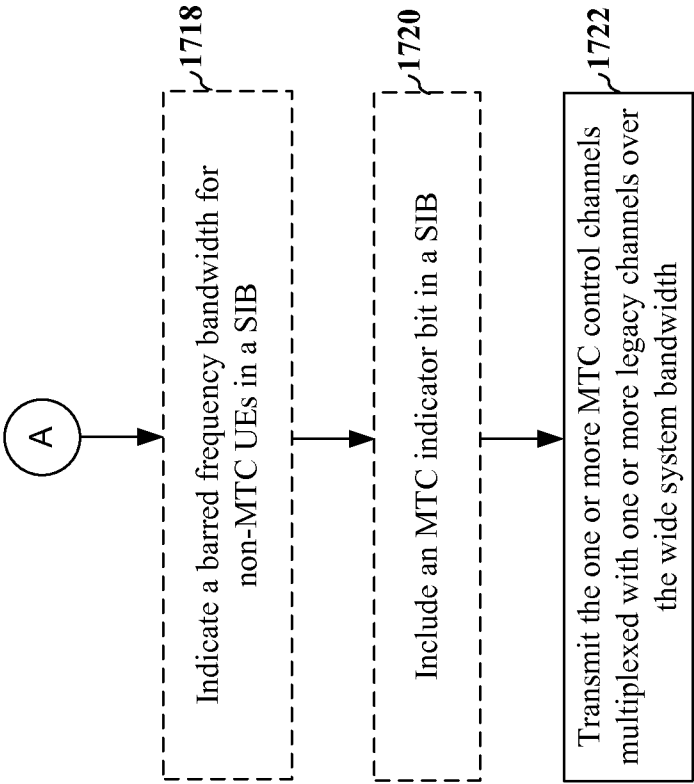 A
1718
Indicate a barred frequency bandwidth for
non-MTC UEs in a SIB
1720
Include an MTC indicator bit in a SIB
1722
Transmit the one or more MTC control channels
multiplexed with one or more legacy channels over
the wide system bandwidth